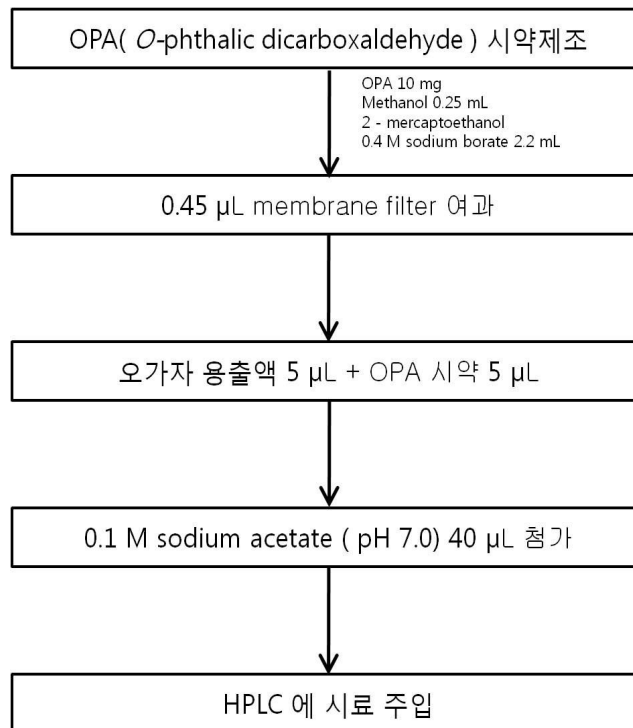 OPA( O-phthalic dicarboxaldehyde ) 시약제조
OPA 10 mg
Methanol 0.25 mL
2 - mercaptoethanol
0.4 M sodium borate 2.2 mL
0.45 μL membrane filter 여과
오가자 용출액 5 μL + OPA 시약 5 μL
0.1 M sodium acetate ( pH 7.0) 40 μL 첨가
HPLC 에 시료 주입